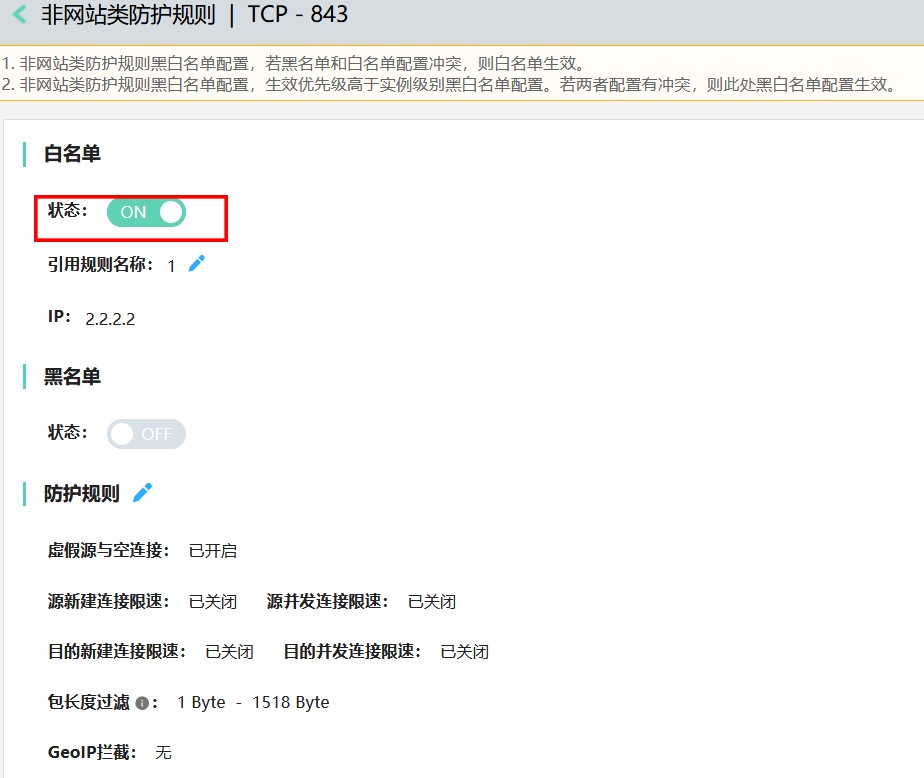 非网站类防护规则 | TCP - 843
1. 非网站类防护规则黑白名单配置，若黑名单和白名单配置冲突，则白名单生效。
2. 非网站类防护规则黑白名单配置，生效优先级高于实例级别黑白名单配置。若两者配置有冲突，则此处黑白名单配置生效。
白名单
状态： ON
引用规则名称： 1
IP： 2.2.2.2
黑名单
状态： OFF
防护规则
虚假源与空连接： 已开启
源新建连接限速： 已关闭 源并发连接限速： 已关闭
目的新建连接限速： 已关闭 目的并发连接限速： 已关闭
包长度过滤 ： 1 Byte - 1518 Byte
GeoIP拦截： 无